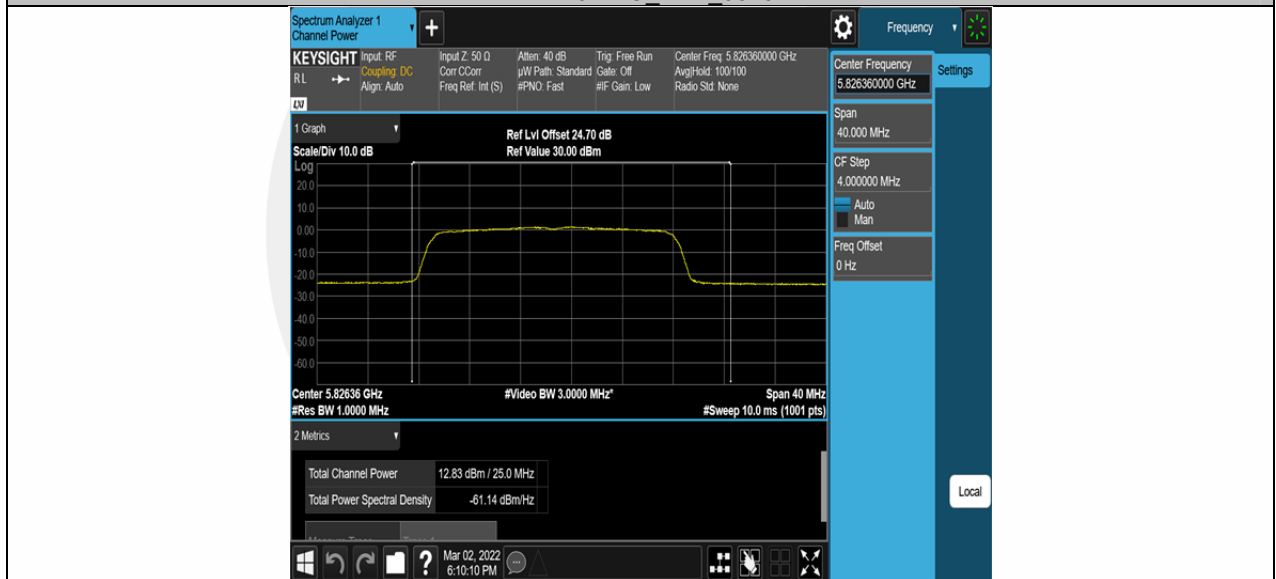 Spectrum Analyzer 1
Channel Power
Frequency
KEYSIGHT
RL
LXI
Input: RF
Coupling: DC
Align: Auto
Input Z: 50 Ω
Corr CCorr
Freq Ref: Int (S)
Atten: 40 dB
µW Path: Standard
#PNO: Fast
Trig: Free Run
Gate: Off
#IF Gain: Low
Center Freq: 5.826360000 GHz
Avg|Hold: 100/100
Radio Std: None
Center Frequency
5.826360000 GHz
Settings
Span
40.000 MHz
CF Step
4.000000 MHz
Auto
Man
Freq Offset
0 Hz
1 Graph
Scale/Div 10.0 dB
Ref Lvl Offset 24.70 dB
Ref Value 30.00 dBm
Log
20.0
10.0
0.00
-10.0
-20.0
-30.0
-40.0
-50.0
-60.0
Center 5.82636 GHz
#Video BW 3.0000 MHz*
Span 40 MHz
#Res BW 1.0000 MHz
#Sweep 10.0 ms (1001 pts)
2 Metrics
Total Channel Power 12.83 dBm / 25.0 MHz
Total Power Spectral Density -61.14 dBm/Hz
Local
?
Mar 02, 2022
6:10:10 PM